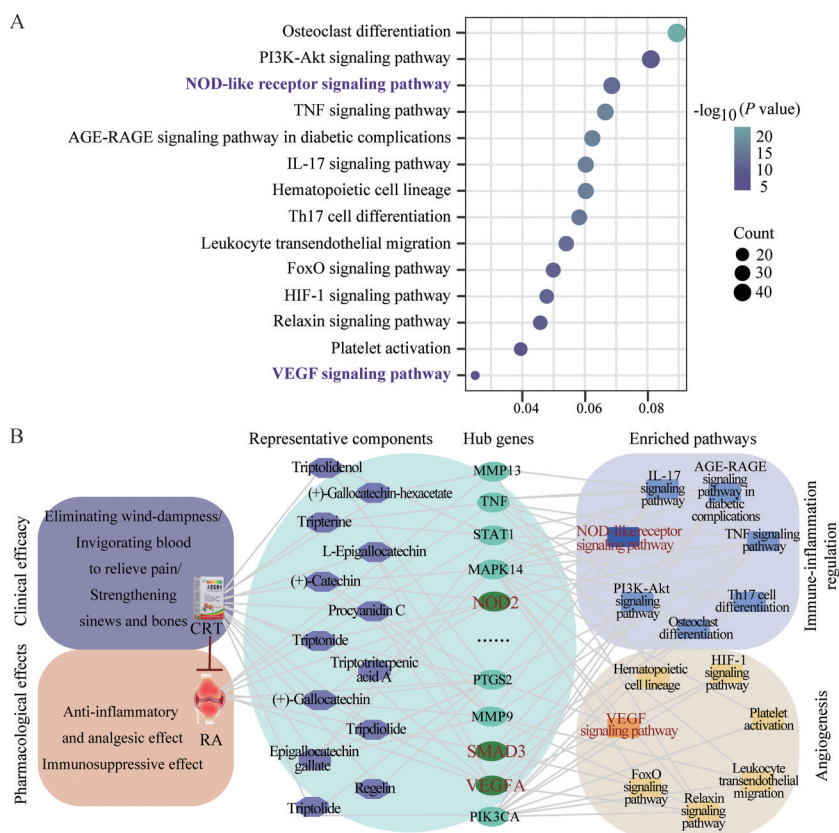 A
Osteoclast differentiation
PI3K-Akt signaling pathway
NOD-like receptor signaling pathway
TNF signaling pathway
AGE-RAGE signaling pathway in diabetic complications
IL-17 signaling pathway
Hematopoietic cell lineage
Th17 cell differentiation
Leukocyte transendothelial migration
FoxO signaling pathway
HIF-1 signaling pathway
Relaxin signaling pathway
Platelet activation
VEGF signaling pathway
0.04 0.06 0.08
-log10 (P value)
20
15
10
5
Count
20
30
40
B
Representative components
Hub genes
Enriched pathways
Clinical efficacy
Eliminating wind-dampness/
Invigorating blood
to relieve pain/
Strengthening
sinews and bones
CRT
Pharmacological effects
Anti-inflammatory
and analgesic effect
Immunosuppressive effect
RA
Triptolidenol
(+)-Gallocatechin-hexacetate
Tripterine
L-Epigallocatechin
(+)-Catechin
Procyanidin C
Triptonide
Triptotriterpenic
acid A
(+)-Gallocatechin
Tripdiolide
Epigallocatechin
gallate
Regelin
Triptolide
MMP13
TNF
STAT1
MAPK14
NOD2
......
PTGS2
MMP9
SMAD3
VEGFA
PIK3CA
IL-17
signaling
pathway
AGE-RAGE
signaling
pathway in
diabetic
complications
NOD-like receptor
signaling pathway
TNF signaling
pathway
PI3K-Akt
signaling
pathway
Th17 cell
differentiation
Osteoclast
differentiation
Immune-inflammation
regulation
Hematopoietic
cell lineage
HIF-1
signaling
pathway
VEGF
signaling pathway
Platelet
activation
FoxO
signaling
pathway
Leukocyte
transendothelial
migration
Relaxin
signaling
pathway
Angiogenesis